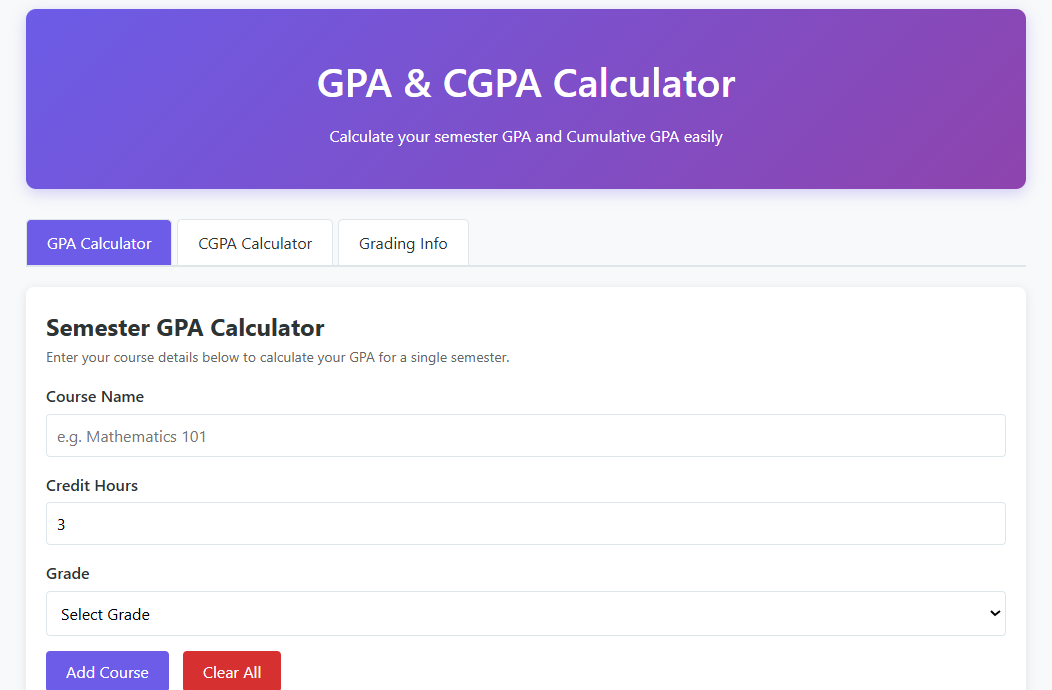 GPA & CGPA Calculator
Calculate your semester GPA and Cumulative GPA easily
GPA Calculator
CGPA Calculator
Grading Info
Semester GPA Calculator
Enter your course details below to calculate your GPA for a single semester.
Course Name
e.g. Mathematics 101
Credit Hours
3
Grade
Select Grade
Add Course
Clear All